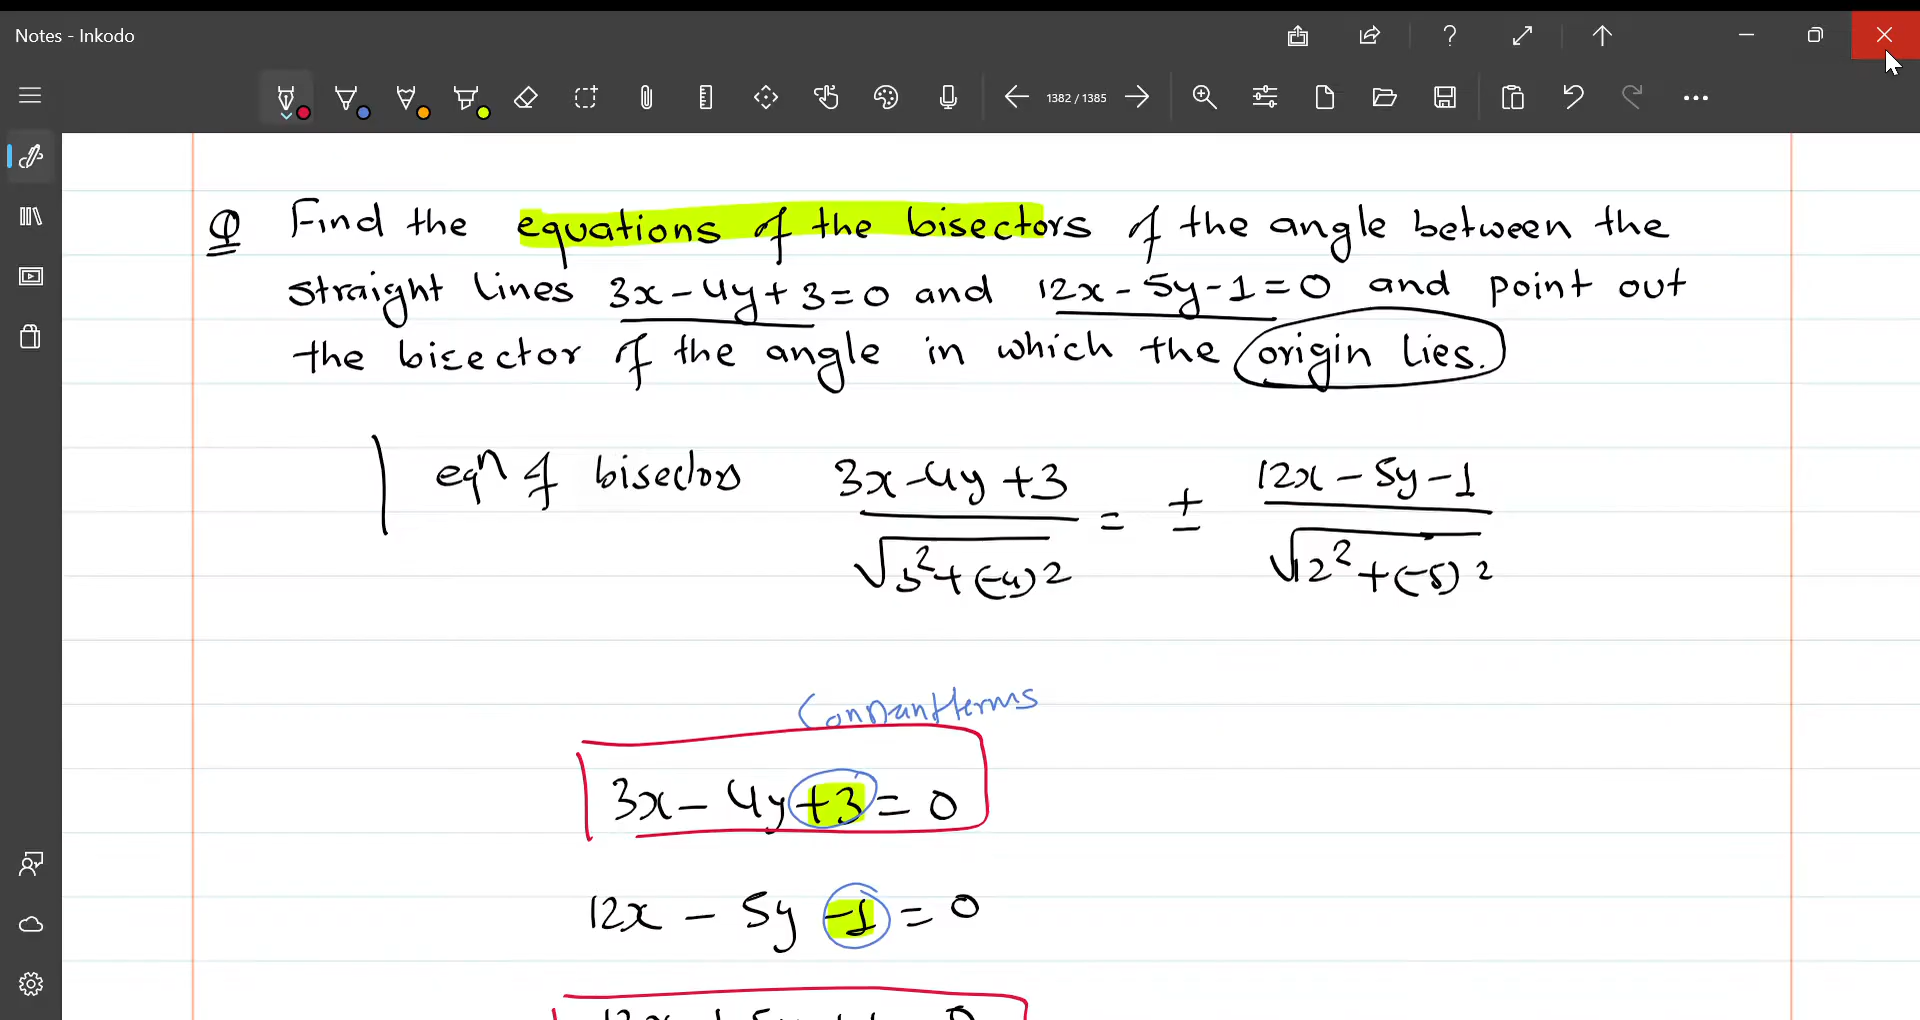 Notes - Inkodo
1382 / 1385
Q Find the equations of the bisectors of the angle between the
straight lines 3x-4y+3=0 and 12x-5y-1=0 and point out
the bisector of the angle in which the origin lies.
eqn of bisectors 3x-4y+3 / √3²+(-4)² = ± 12x-5y-1 / √12²+(-5)²
Constant terms
3x-4y+3=0
12x-5y-1=0